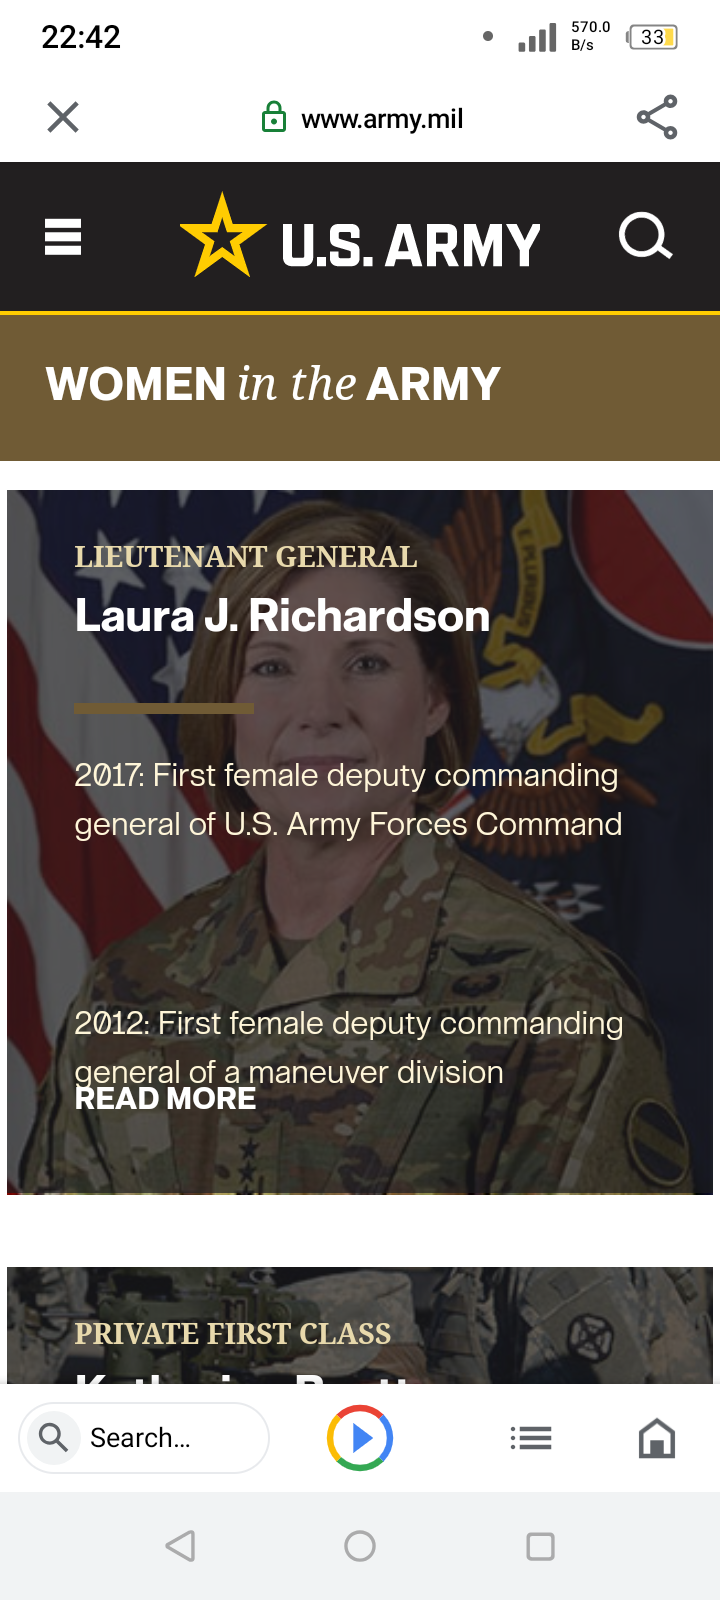 22:42
570.0
B/s
33
www.army.mil
U.S. ARMY
WOMEN in the ARMY
LIEUTENANT GENERAL
Laura J. Richardson
2017: First female deputy commanding
general of U.S. Army Forces Command
2012: First female deputy commanding
general of a maneuver division
READ MORE
PRIVATE FIRST CLASS
Search...